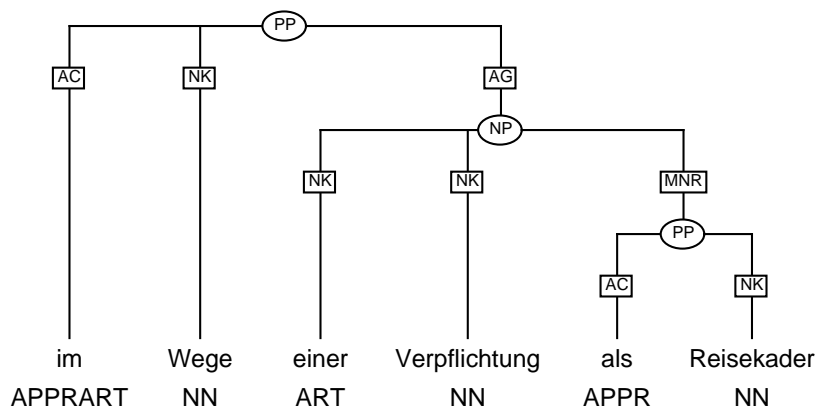 PP
AC NK AG
NP
NK NK MNR
PP
AC NK
im Wege einer Verpflichtung als Reisekader
APPRART NN ART NN APPR NN